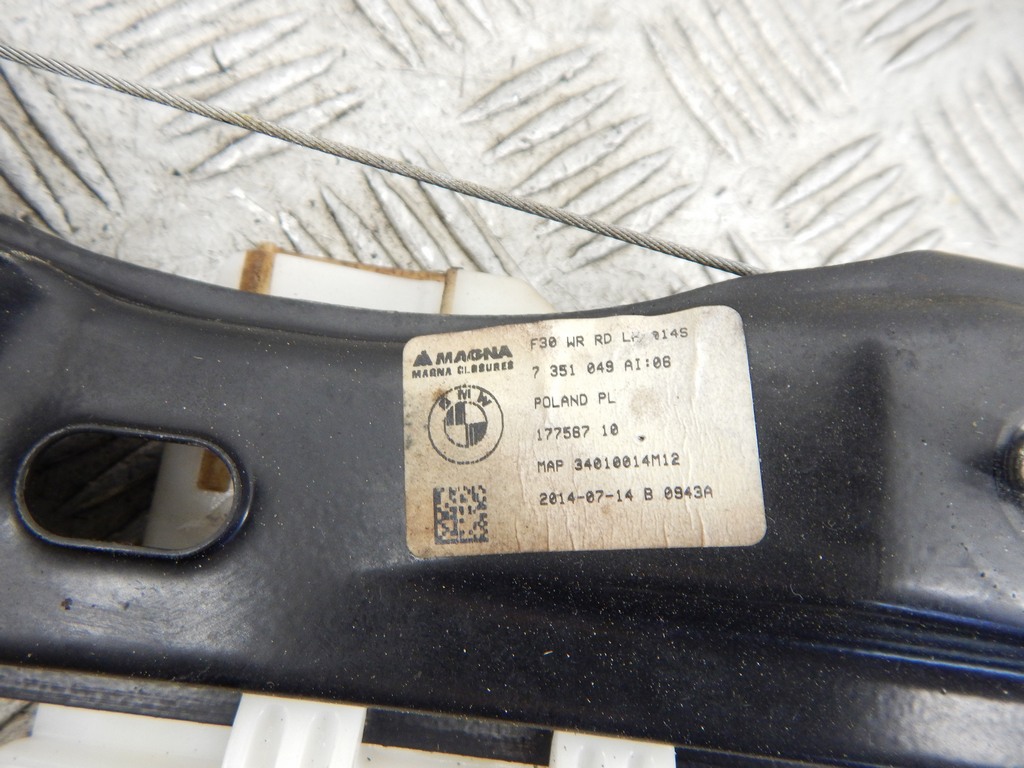 MAGNA
MAGNA CLOSURES
BMW
F30 WR RD 014S
7 351 049 AI:06
POLAND PL
177587 10
MAP 34010014M12
2014-07-14 B 0943A